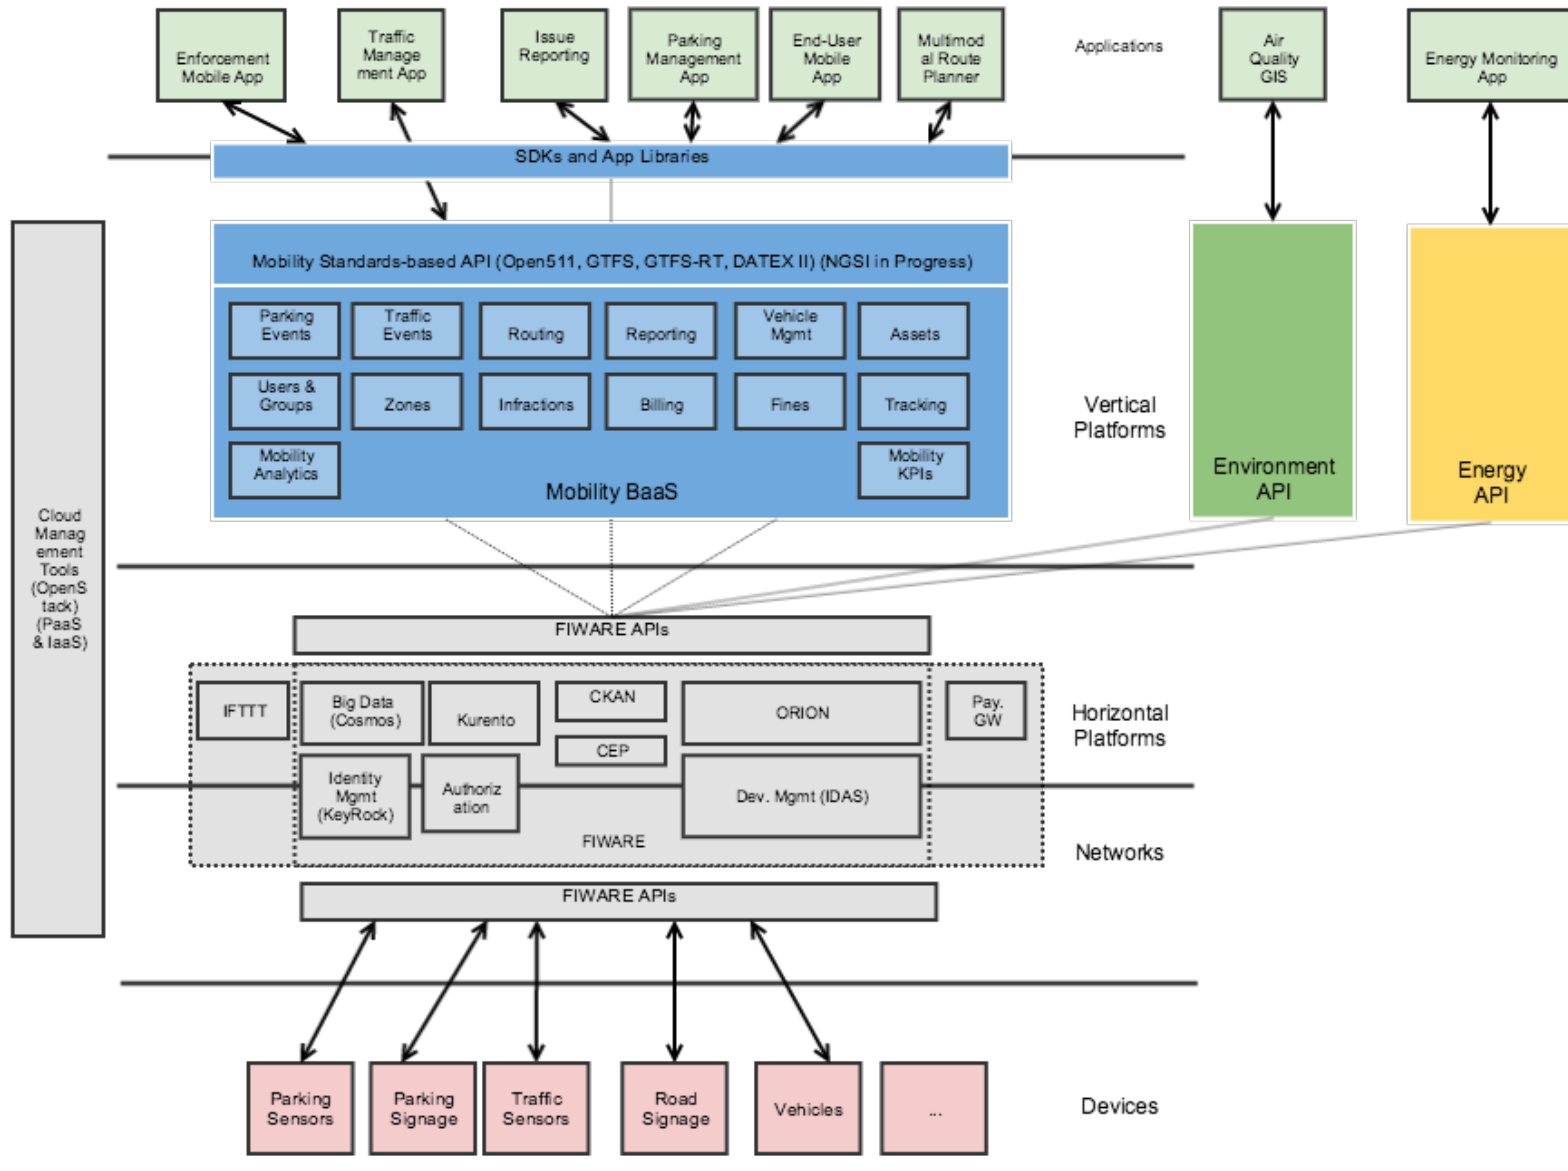 Enforcement
Mobile App
Traffic
Manage
ment App
Issue
Reporting
Parking
Management
App
End-User
Mobile
App
Multimod
al Route
Planner
Applications
Air
Quality
GIS
Energy Monitoring
App
SDKs and App Libraries
Mobility Standards-based API (Open511, GTFS, GTFS-RT, DATEX II) (NGSI in Progress)
Parking
Events
Traffic
Events
Routing
Reporting
Vehicle
Mgmt
Assets
Users &
Groups
Zones
Infractions
Billing
Fines
Tracking
Mobility
Analytics
Mobility
KPIs
Mobility BaaS
Vertical
Platforms
Environment
API
Energy
API
Cloud
Manag
ement
Tools
(OpenS
tack)
(PaaS
& IaaS)
FIWARE APIs
IFTTT
Big Data
(Cosmos)
Kurento
CKAN
CEP
ORION
Pay.
GW
Horizontal
Platforms
Identity
Mgmt
(KeyRock)
Authoriz
ation
Dev. Mgmt (IDAS)
FIWARE
Networks
FIWARE APIs
Parking
Sensors
Parking
Signage
Traffic
Sensors
Road
Signage
Vehicles
...
Devices